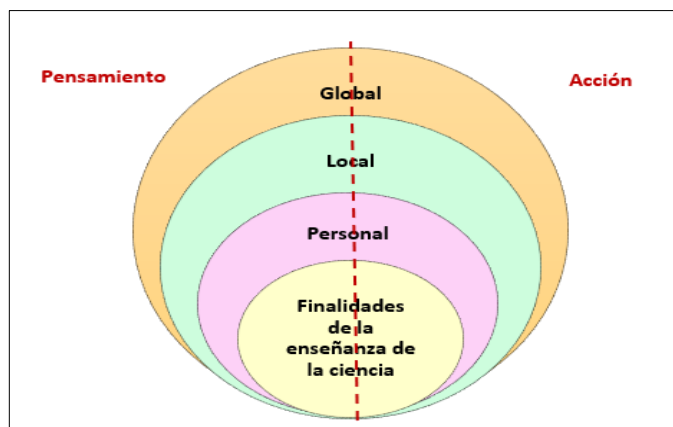 Pensamiento
Acción
Global
Local
Personal
Finalidades
de la
enseñanza de
la ciencia